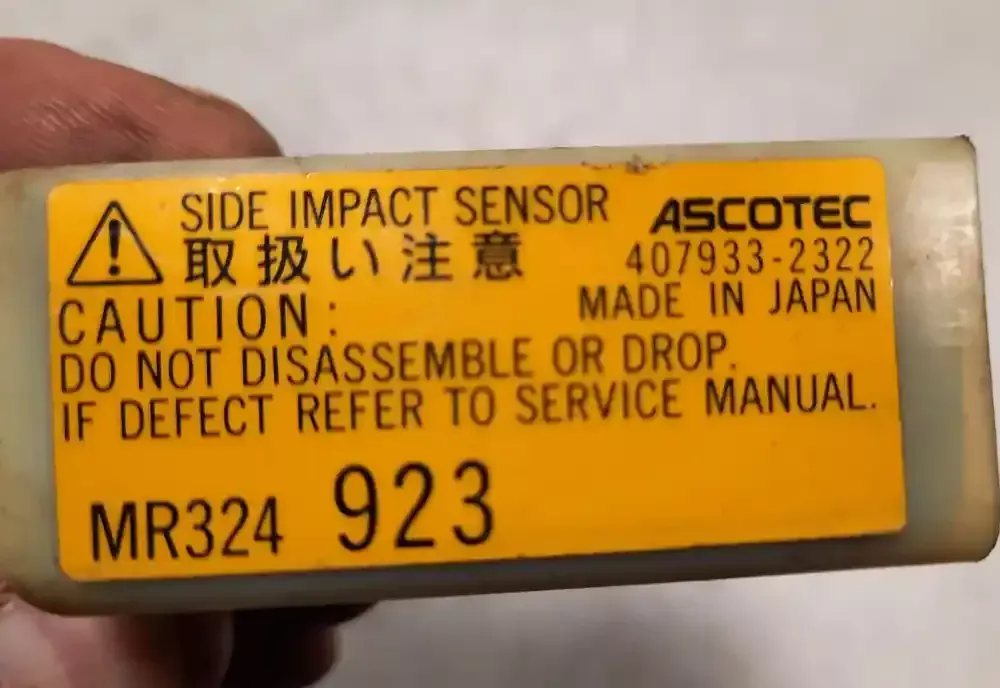 SIDE IMPACT SENSOR
取扱い注意
ASCOTEC
407933-2322
MADE IN JAPAN
CAUTION:
DO NOT DISASSEMBLE OR DROP.
IF DEFECT REFER TO SERVICE MANUAL.
MR324 923